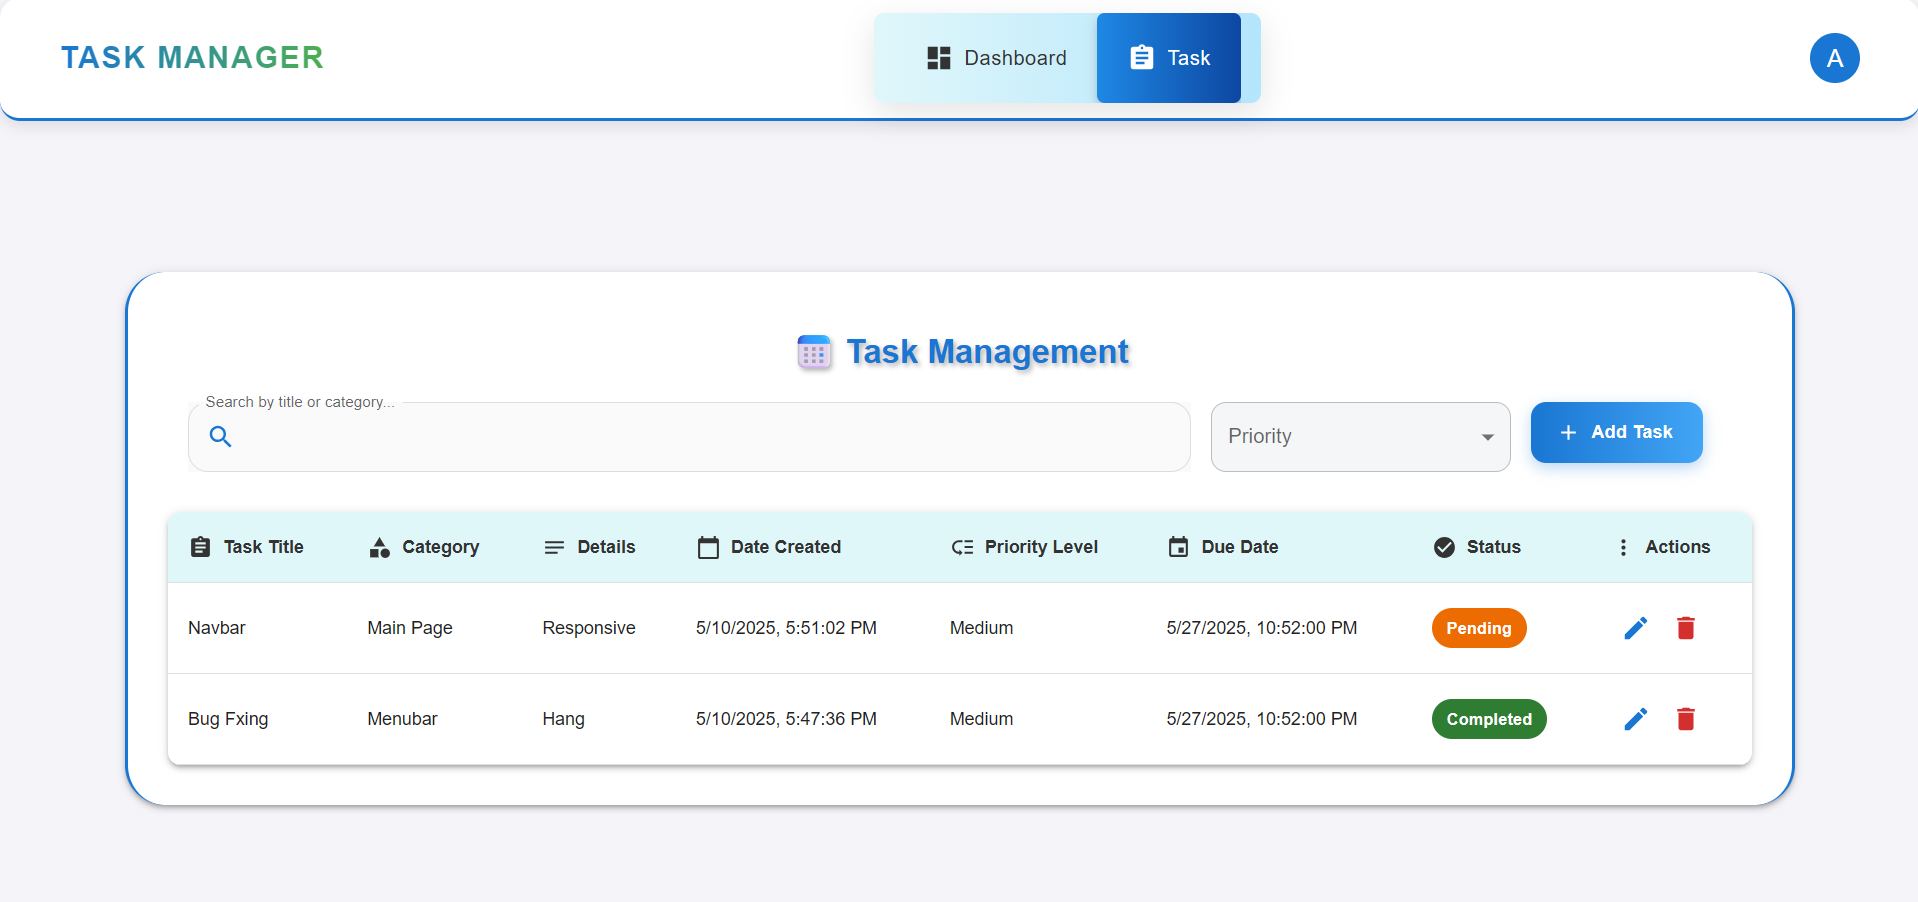 TASK MANAGER
Dashboard
Task
A
Task Management
Search by title or category...
Priority
Add Task
Task Title Category Details Date Created Priority Level Due Date Status Actions
Navbar Main Page Responsive 5/10/2025, 5:51:02 PM Medium 5/27/2025, 10:52:00 PM Pending
Bug Fxing Menubar Hang 5/10/2025, 5:47:36 PM Medium 5/27/2025, 10:52:00 PM Completed